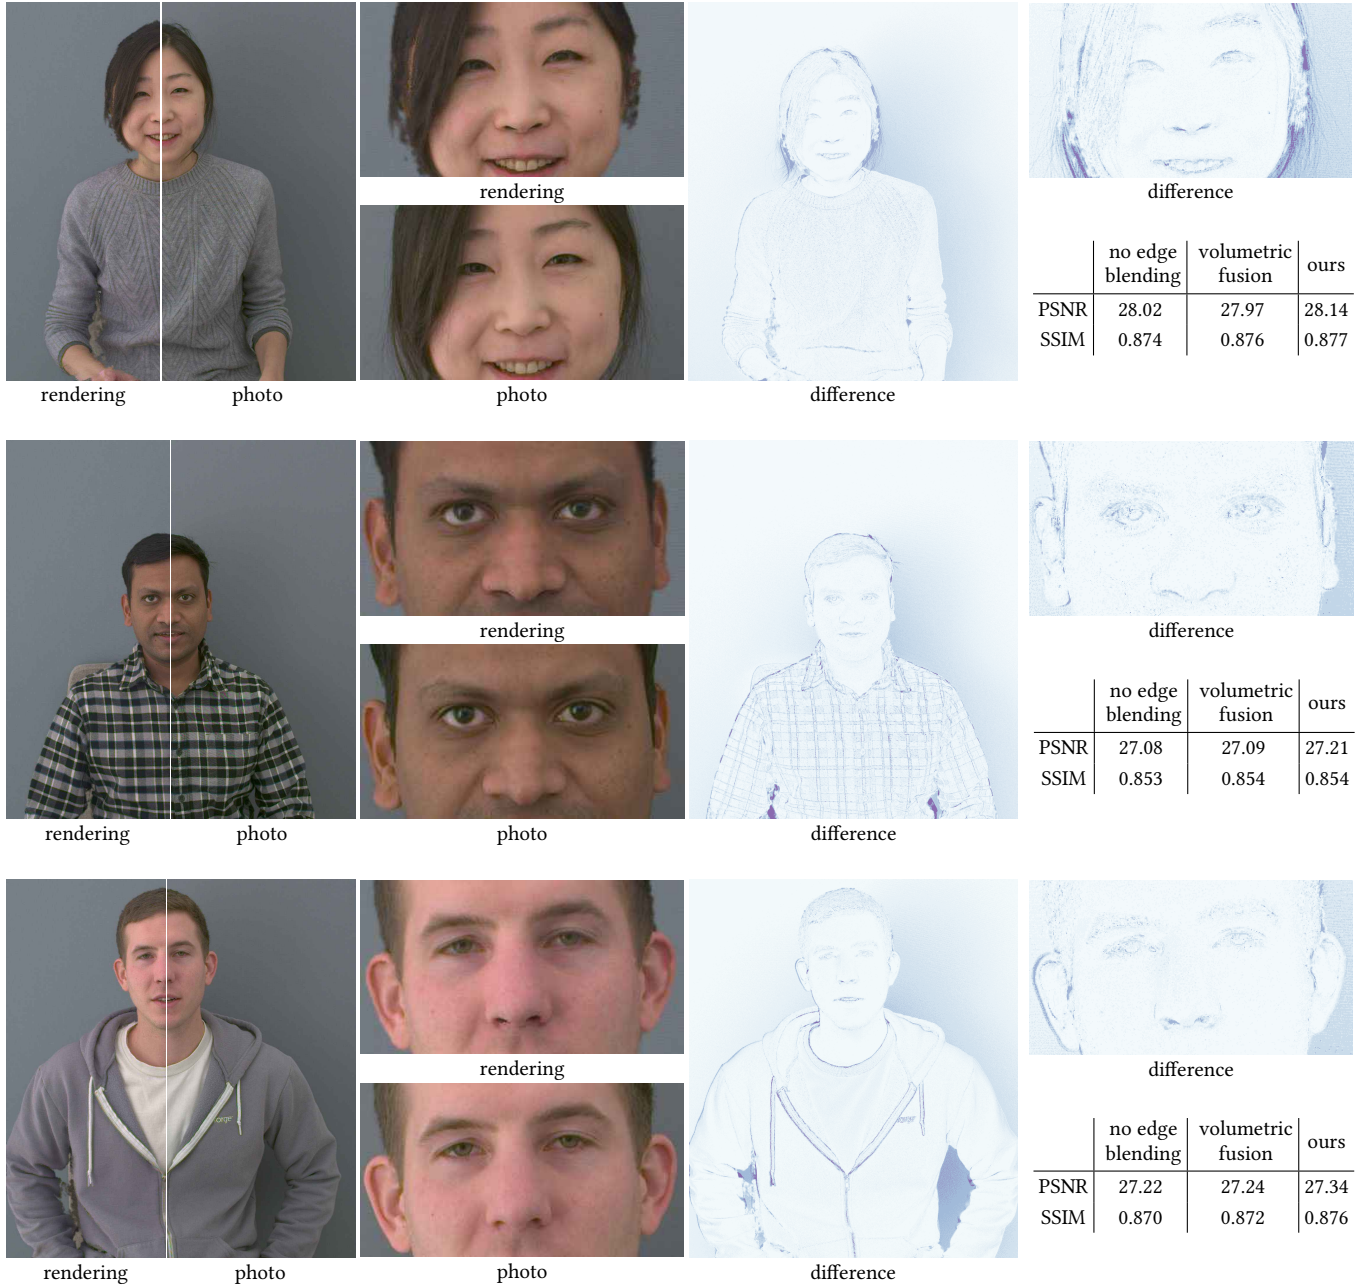 rendering
photo
rendering
photo
difference
difference
no edge blending volumetric fusion ours
PSNR 28.02 27.97 28.14
SSIM 0.874 0.876 0.877
rendering
photo
rendering
photo
difference
difference
no edge blending volumetric fusion ours
PSNR 27.08 27.09 27.21
SSIM 0.853 0.854 0.854
rendering
photo
rendering
photo
difference
difference
no edge blending volumetric fusion ours
PSNR 27.22 27.24 27.34
SSIM 0.870 0.872 0.876